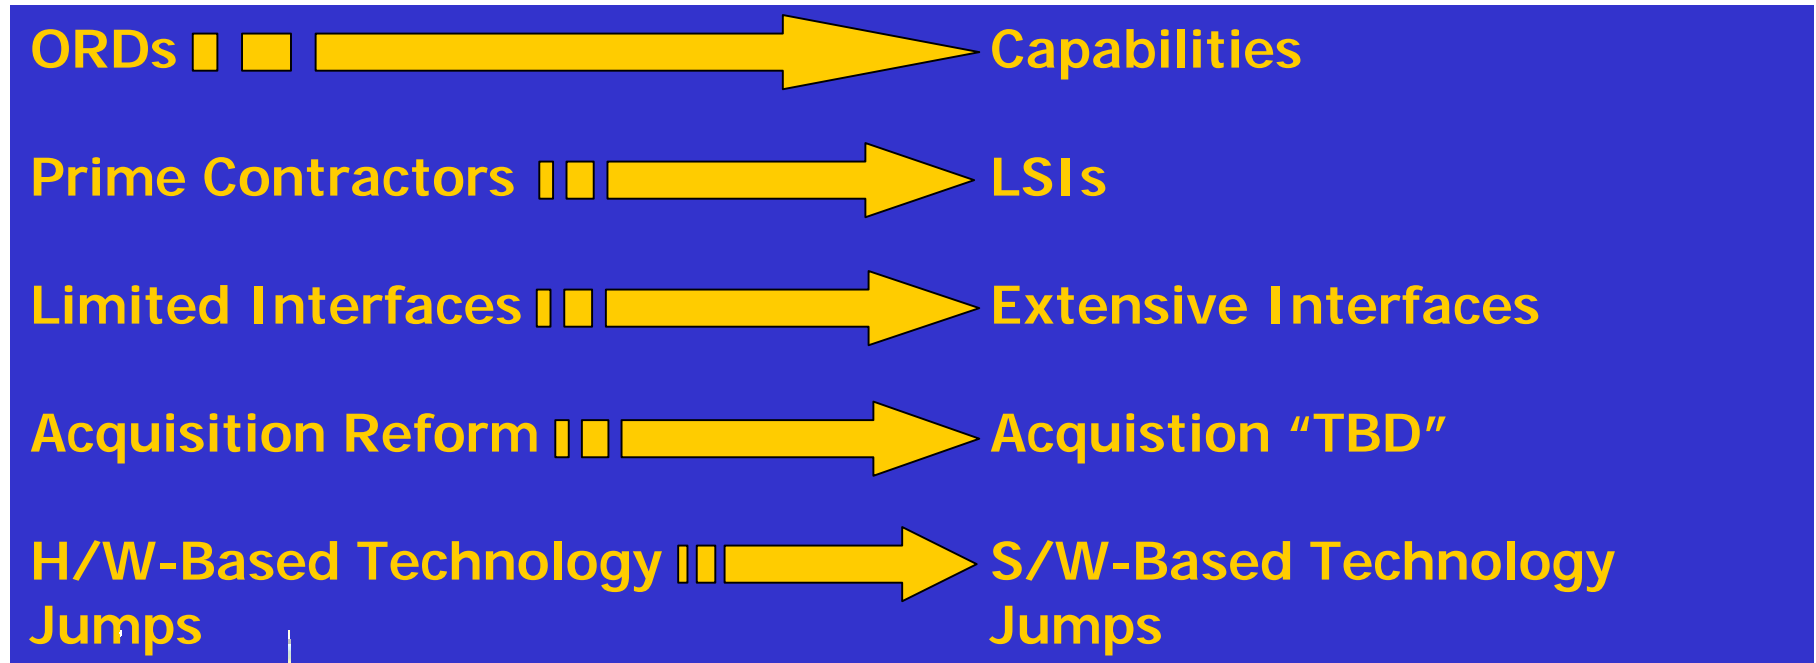 ORDs Capabilities
Prime Contractors LSIs
Limited Interfaces Extensive Interfaces
Acquisition Reform Acquistion “TBD”
H/W-Based Technology S/W-Based Technology
Jumps Jumps